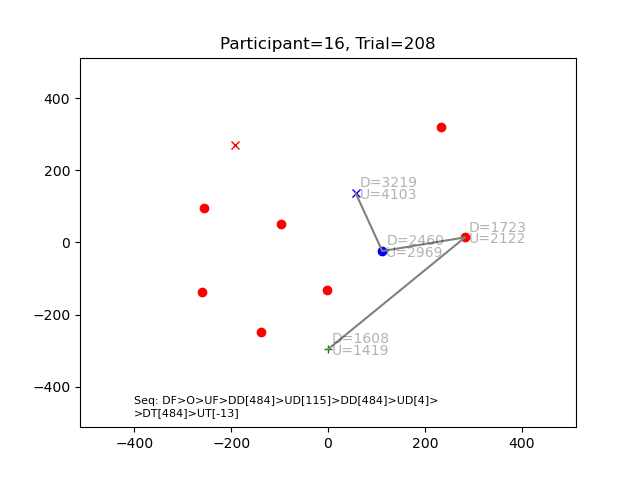 Participant=16, Trial=208
400
200
0
−200
−400
D=3219
U=4103
D=1723
U=2122
D=2460
U=2969
D=1608
U=1419
Seq: DF>O>UF>DD[484]>UD[115]>DD[484]>UD[4]>
>DT[484]>UT[-13]
−400 −200 0 200 400